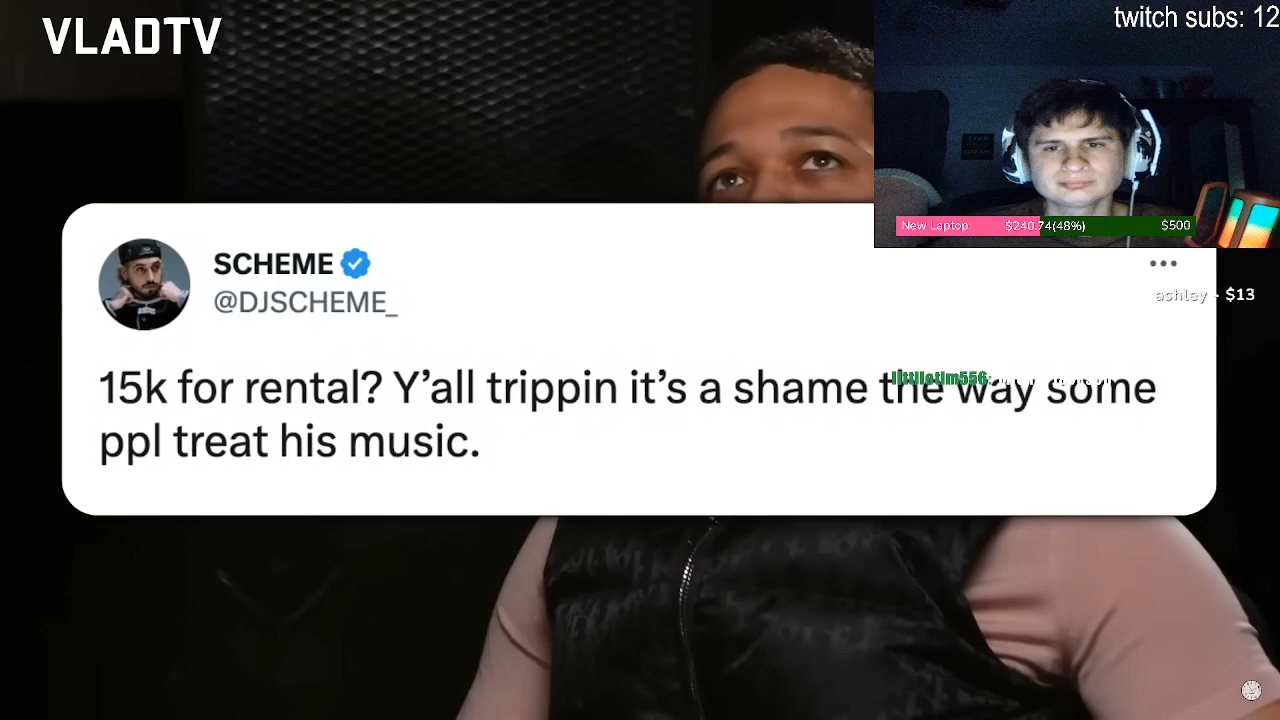 VLADTV
twitch subs: 12
New Laptop $240.74(48%) $500
SCHEME
@DJSCHEME_
ashley - $13
littlletim556:
15k for rental? Y’all trippin it’s a shame the way some
ppl treat his music.